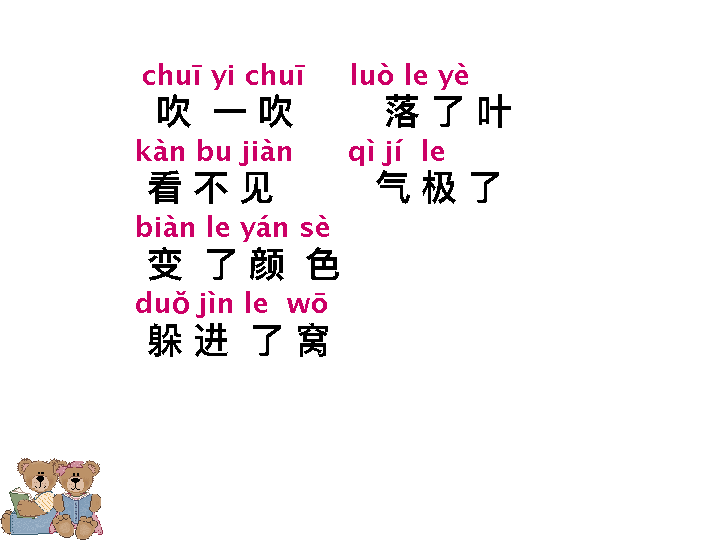 chuī yi chuī luò le yè
吹 一 吹 落 了 叶
kàn bu jiàn qì jí le
看 不 见 气 极 了
biàn le yán sè
变 了 颜 色
duǒ jìn le wō
躲 进 了 窝